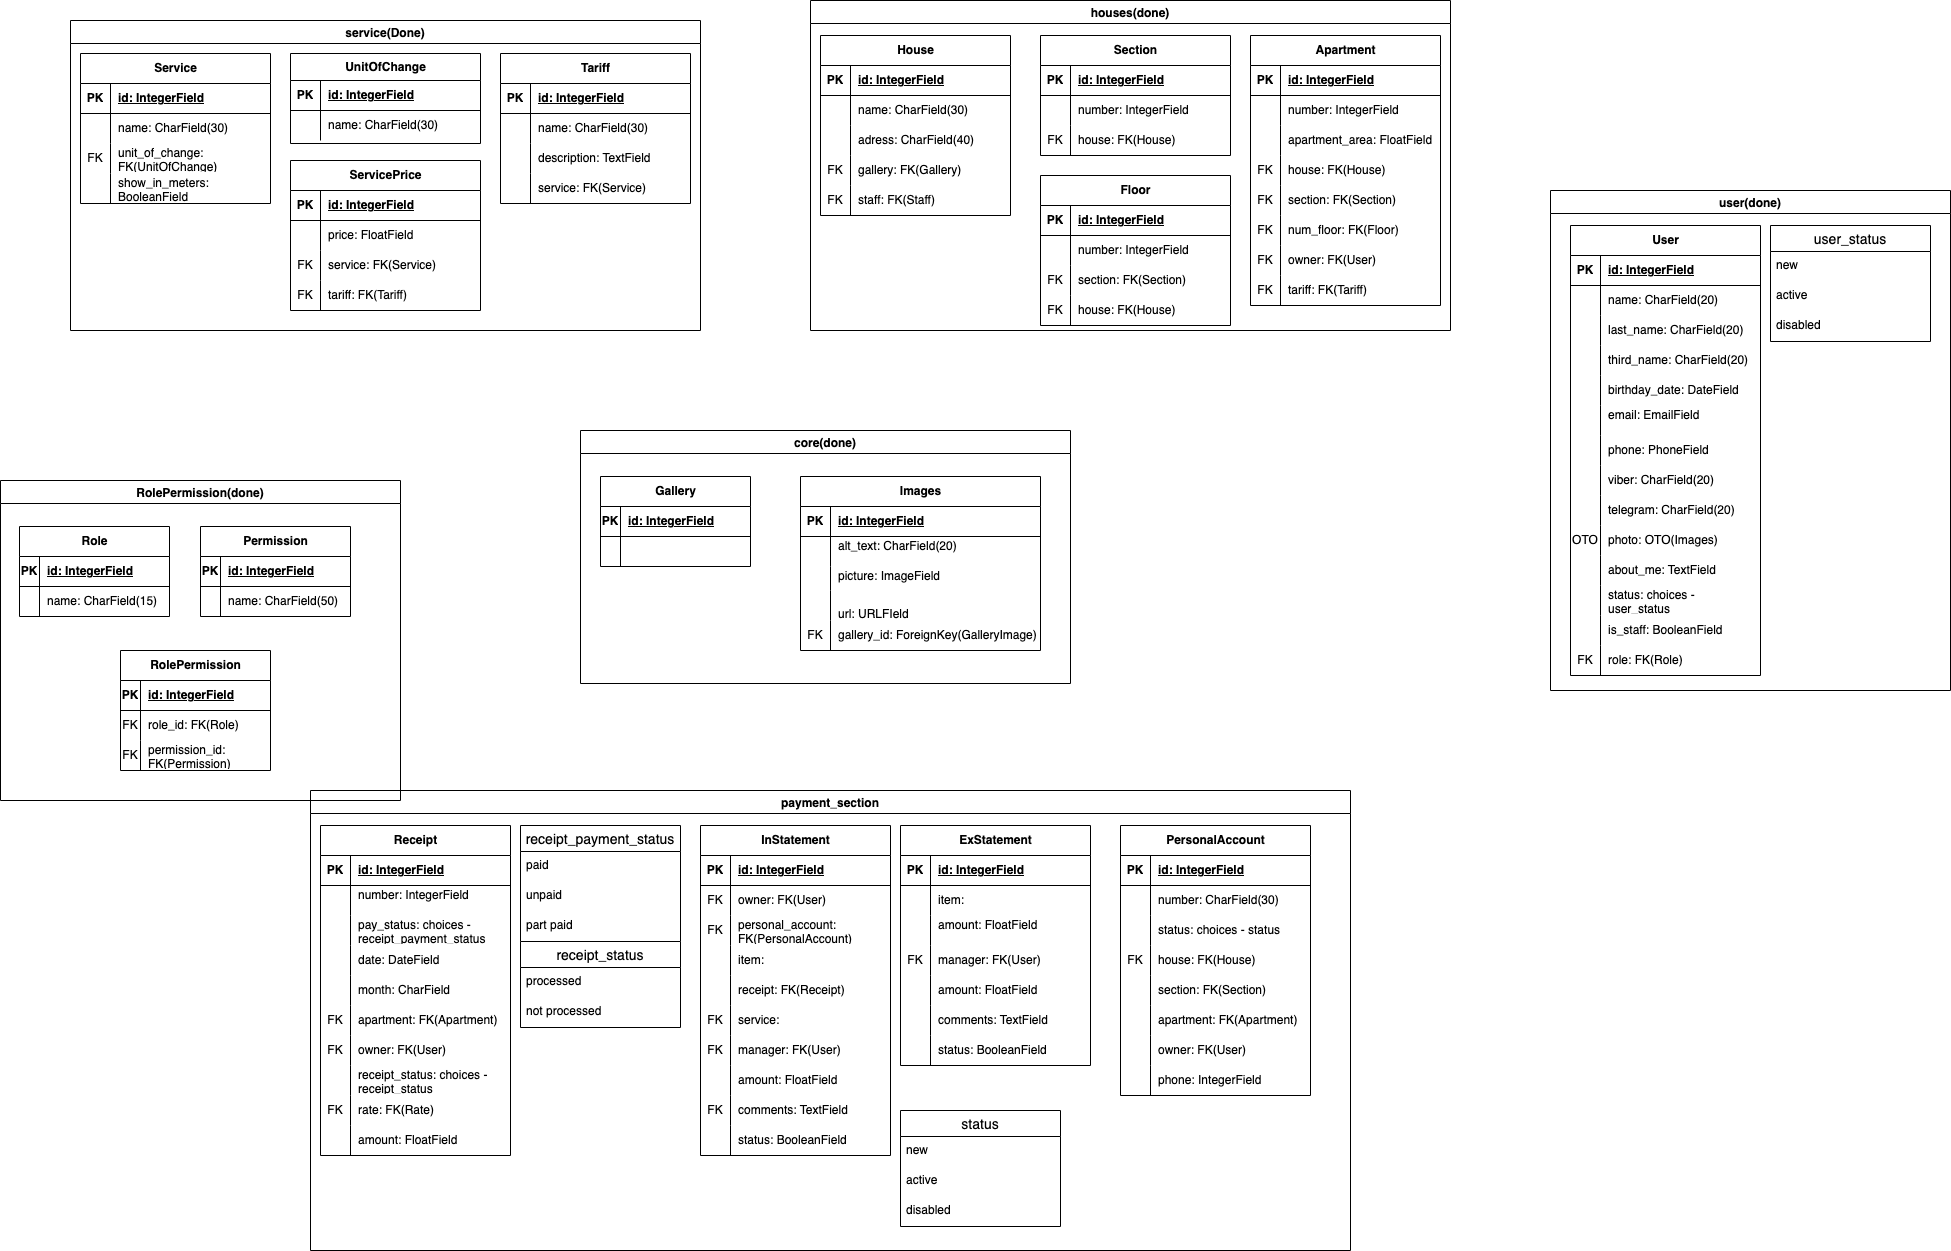 service(Done)
Service
PK id: IntegerField
name: CharField(30)
FK unit_of_change:
FK(UnitOfChange)
show_in_meters:
BooleanField
UnitOfChange
PK id: IntegerField
name: CharField(30)
ServicePrice
PK id: IntegerField
price: FloatField
FK service: FK(Service)
FK tariff: FK(Tariff)
Tariff
PK id: IntegerField
name: CharField(30)
description: TextField
service: FK(Service)
houses(done)
House
PK id: IntegerField
name: CharField(30)
adress: CharField(40)
FK gallery: FK(Gallery)
FK staff: FK(Staff)
Section
PK id: IntegerField
number: IntegerField
FK house: FK(House)
Floor
PK id: IntegerField
number: IntegerField
FK section: FK(Section)
FK house: FK(House)
Apartment
PK id: IntegerField
number: IntegerField
apartment_area: FloatField
FK house: FK(House)
FK section: FK(Section)
FK num_floor: FK(Floor)
FK owner: FK(User)
FK tariff: FK(Tariff)
user(done)
User
PK id: IntegerField
name: CharField(20)
last_name: CharField(20)
third_name: CharField(20)
birthday_date: DateField
email: EmailField
phone: PhoneField
viber: CharField(20)
telegram: CharField(20)
OTO photo: OTO(Images)
about_me: TextField
status: choices -
user_status
is_staff: BooleanField
FK role: FK(Role)
user_status
new
active
disabled
core(done)
Gallery
PK id: IntegerField
Images
PK id: IntegerField
alt_text: CharField(20)
picture: ImageField
url: URLField
FK gallery_id: ForeignKey(GalleryImage)
RolePermission(done)
Role
PK id: IntegerField
name: CharField(15)
Permission
PK id: IntegerField
name: CharField(50)
RolePermission
PK id: IntegerField
FK role_id: FK(Role)
FK permission_id:
FK(Permission)
payment_section
Receipt
PK id: IntegerField
number: IntegerField
pay_status: choices -
receipt_payment_status
date: DateField
month: CharField
FK apartment: FK(Apartment)
FK owner: FK(User)
receipt_status: choices -
receipt_status
FK rate: FK(Rate)
amount: FloatField
receipt_payment_status
paid
unpaid
part paid
receipt_status
processed
not processed
InStatement
PK id: IntegerField
FK owner: FK(User)
FK personal_account:
FK(PersonalAccount)
item:
receipt: FK(Receipt)
FK service:
FK manager: FK(User)
amount: FloatField
FK comments: TextField
status: BooleanField
ExStatement
PK id: IntegerField
item:
amount: FloatField
FK manager: FK(User)
amount: FloatField
comments: TextField
status: BooleanField
status
new
active
disabled
PersonalAccount
PK id: IntegerField
number: CharField(30)
status: choices - status
FK house: FK(House)
section: FK(Section)
apartment: FK(Apartment)
owner: FK(User)
phone: IntegerField